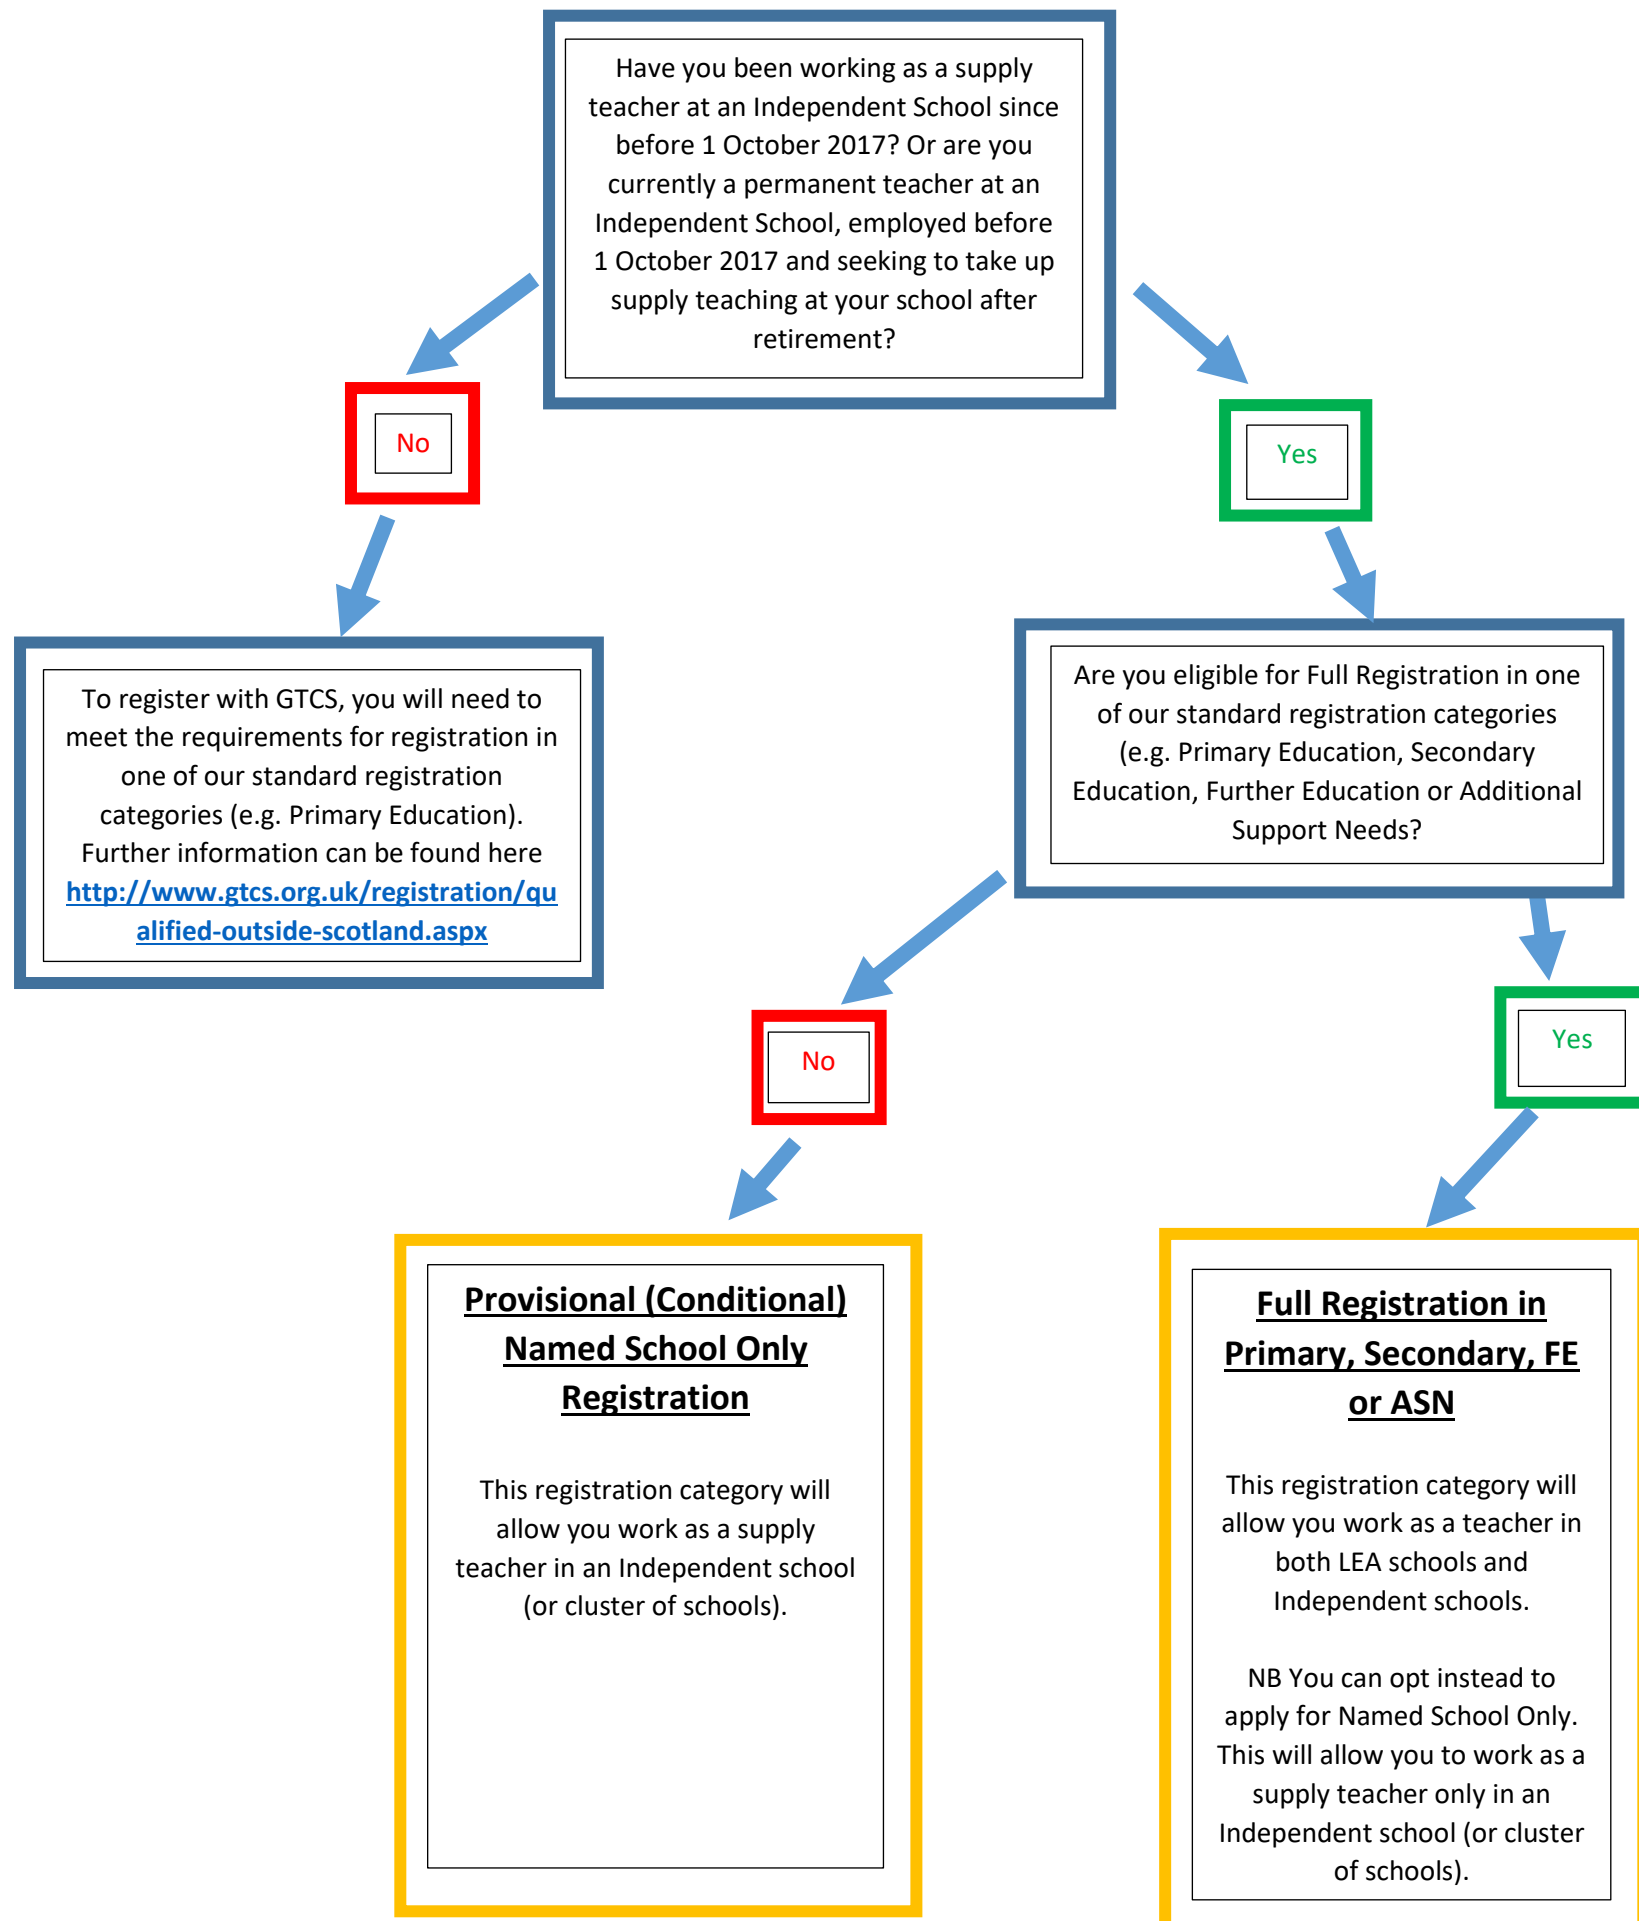 Have you been working as a supply
teacher at an Independent School since
before 1 October 2017? Or are you
currently a permanent teacher at an
Independent School, employed before
1 October 2017 and seeking to take up
supply teaching at your school after
retirement?
No
Yes
To register with GTCS, you will need to
meet the requirements for registration in
one of our standard registration
categories (e.g. Primary Education).
Further information can be found here
http://www.gtcs.org.uk/registration/qu
alified-outside-scotland.aspx
Are you eligible for Full Registration in one
of our standard registration categories
(e.g. Primary Education, Secondary
Education, Further Education or Additional
Support Needs?
No
Yes
Provisional (Conditional)
Named School Only
Registration
This registration category will
allow you work as a supply
teacher in an Independent school
(or cluster of schools).
Full Registration in
Primary, Secondary, FE
or ASN
This registration category will
allow you work as a teacher in
both LEA schools and
Independent schools.
NB You can opt instead to
apply for Named School Only.
This will allow you to work as a
supply teacher only in an
Independent school (or cluster
of schools).